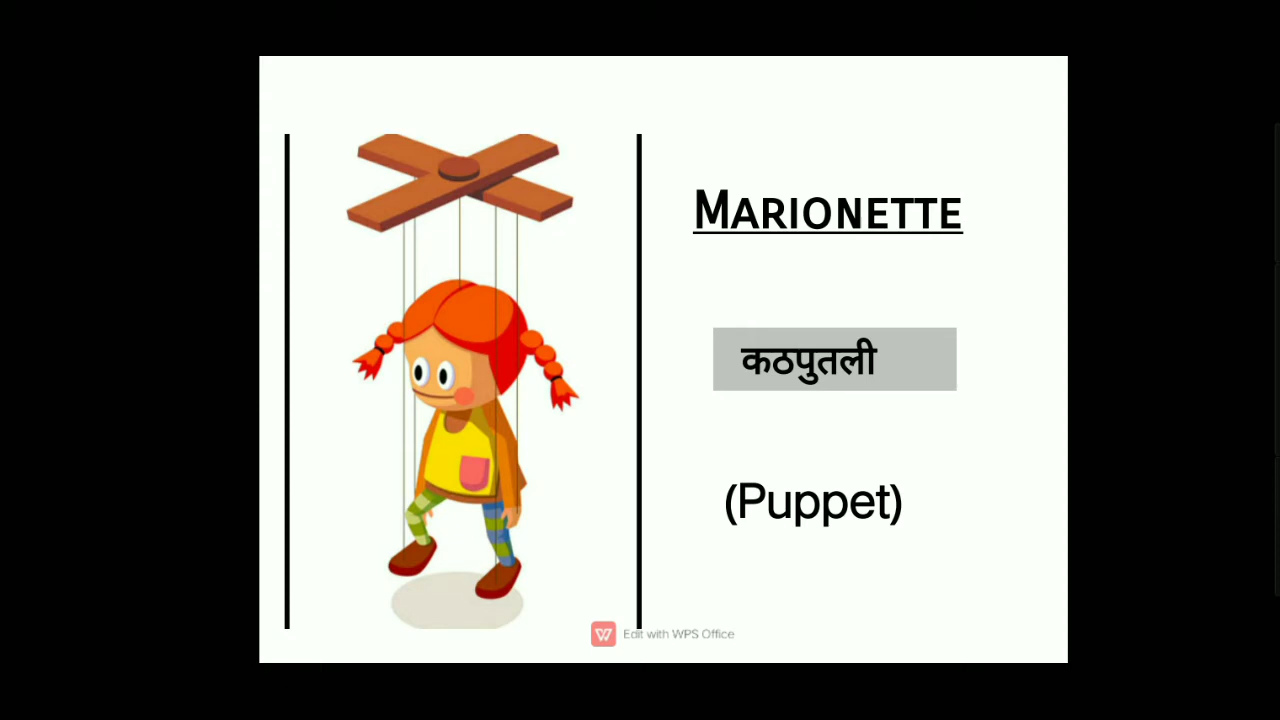 MARIONETTE
कठपुतली
(Puppet)
Edit with WPS Office